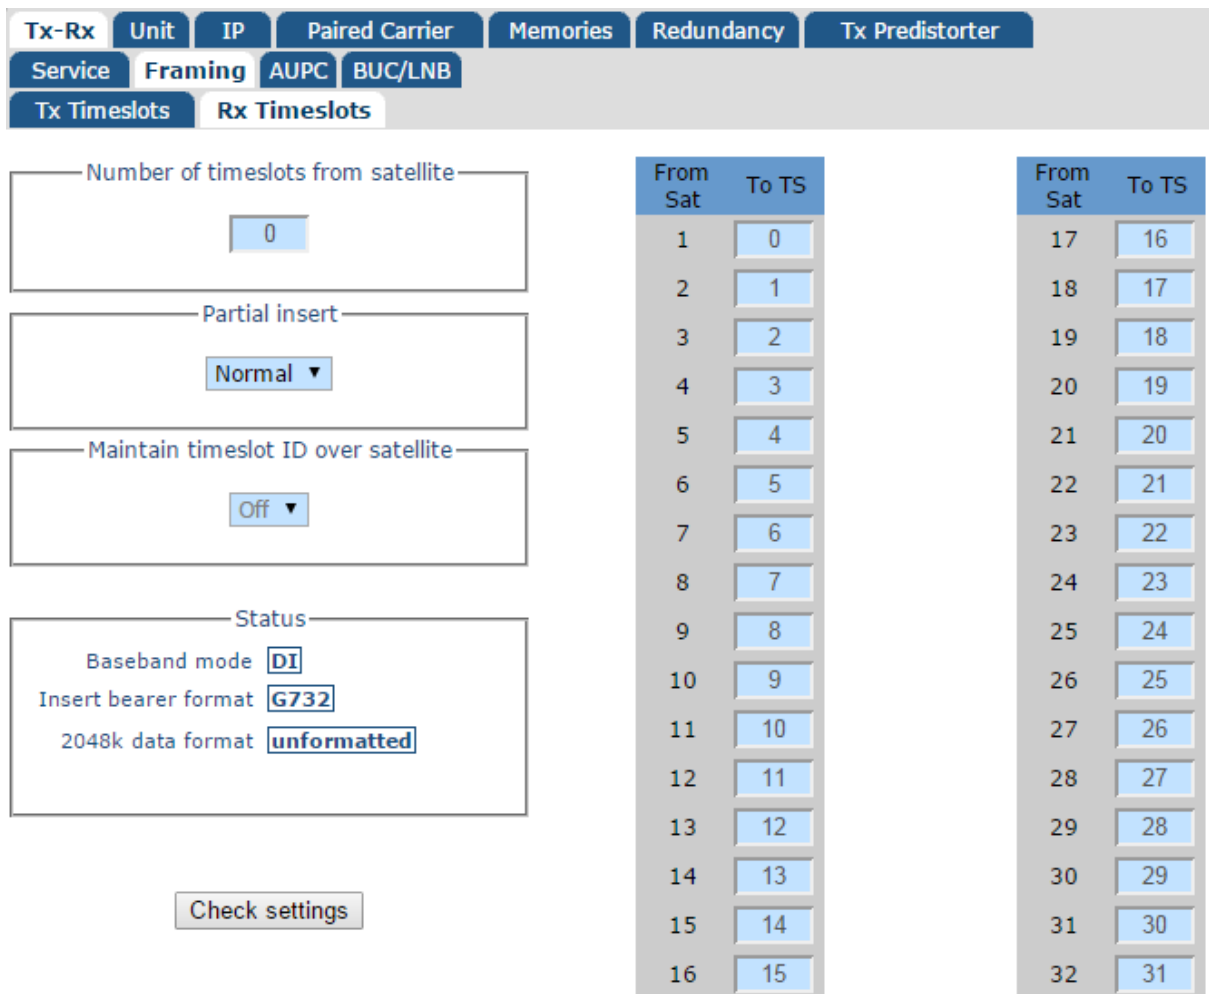 Tx-Rx Unit IP Paired Carrier Memories Redundancy Tx Predistorter
Service Framing AUPC BUC/LNB
Tx Timeslots Rx Timeslots
Number of timeslots from satellite
0
Partial insert
Normal ▼
Maintain timeslot ID over satellite
Off ▼
Status
Baseband mode DI
Insert bearer format G732
2048k data format unformatted
Check settings
From Sat To TS
1 0
2 1
3 2
4 3
5 4
6 5
7 6
8 7
9 8
10 9
11 10
12 11
13 12
14 13
15 14
16 15
From Sat To TS
17 16
18 17
19 18
20 19
21 20
22 21
23 22
24 23
25 24
26 25
27 26
28 27
29 28
30 29
31 30
32 31